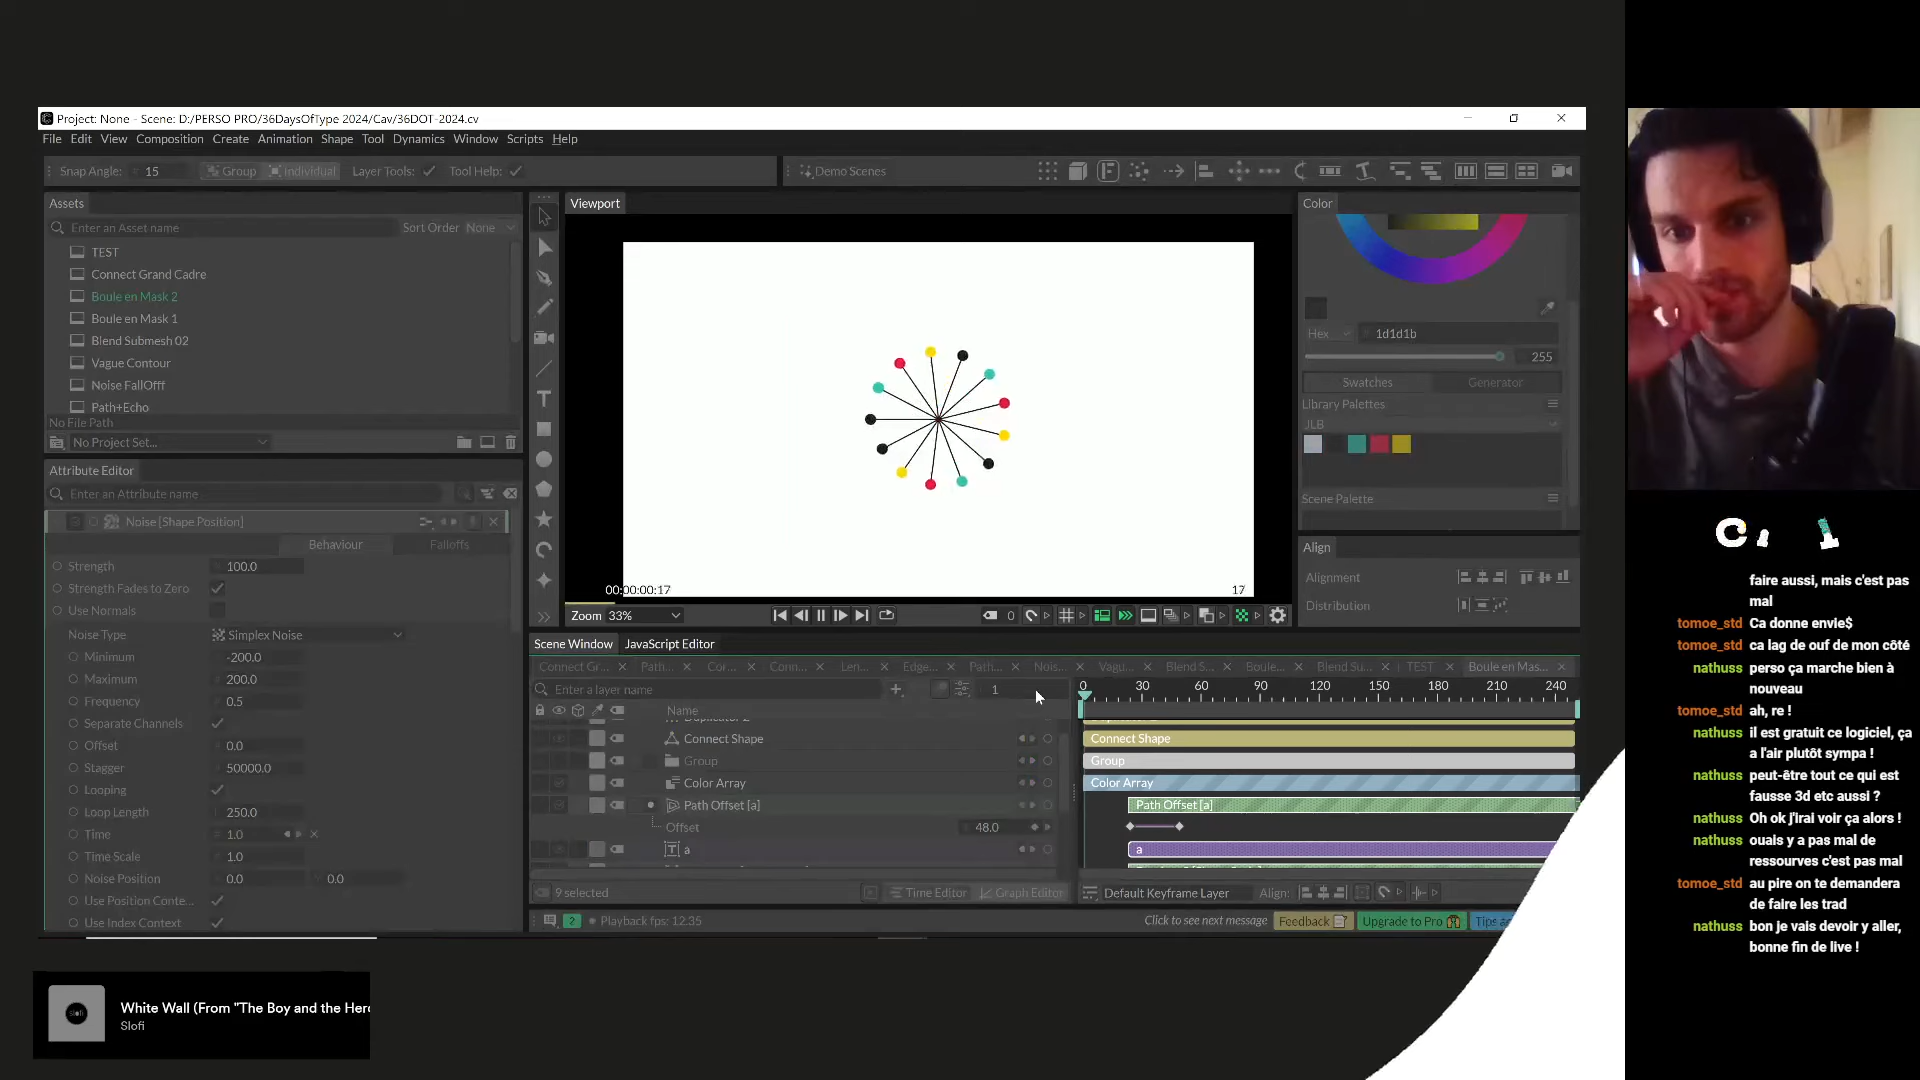 Project: None - Scene: D:/PERSO PRO/36DaysOfType 2024/Cav/36DOT-2024.cv
File Edit View Composition Create Animation Shape Tool Dynamics Window Scripts Help
Snap Angle: 15 Group Individual Layer Tools: Tool Help:
Demo Scenes
Assets
Enter an Asset name Sort Order None
TEST
Connect Grand Cadre
Boule en Mask 2
Boule en Mask 1
Blend Submesh 02
Vague Contour
Noise FallOfff
Path+Echo
No File Path
No Project Set...
Attribute Editor
Enter an Attribute name
Noise [Shape Position]
Behaviour Falloffs
Strength 100.0
Strength Fades to Zero
Use Normals
Noise Type Simplex Noise
Minimum -200.0
Maximum 200.0
Frequency 0.5
Separate Channels
Offset 0.0
Stagger 50000.0
Looping
Loop Length 250.0
Time 1.0
Time Scale 1.0
Noise Position 0.0 0.0
Use Position Conte...
Use Index Context
Viewport
00:00:00:17 17
Zoom 33% 0
Color
Hex 1d1d1b
255
Swatches Generator
Library Palettes
JLB
Scene Palette
Align
Alignment
Distribution
Scene Window JavaScript Editor
Connect Gr... Path... Cor... Conn... Len... Edge... Path... Nois... Vagu... Blend S... Boule... Blend Su... TEST Boule en Mas...
Enter a layer name 1
0 30 60 90 120 150 180 210 240
Name
Duplicator 2
Connect Shape Connect Shape
Group Group
Color Array Color Array
Path Offset [a] Path Offset [a]
Offset 48.0
a a
9 selected Time Editor Graph Editor Default Keyframe Layer Align:
2 Playback fps: 12.35 Click to see next message Feedback Upgrade to Pro Tips
slofi
White Wall (From "The Boy and the Her
Slofi
faire aussi, mais c'est pas
mal
tomoe_std Ca donne envie$
tomoe_std ca lag de ouf de mon côté
nathuss perso ça marche bien à
nouveau
tomoe_std ah, re !
nathuss il est gratuit ce logiciel, ça
a l'air plutôt sympa !
nathuss peut-être tout ce qui est
fausse 3d etc aussi ?
nathuss Oh ok j'irai voir ça alors !
nathuss ouais y a pas mal de
ressourves c'est pas mal
tomoe_std au pire on te demandera
de faire les trad
nathuss bon je vais devoir y aller,
bonne fin de live !